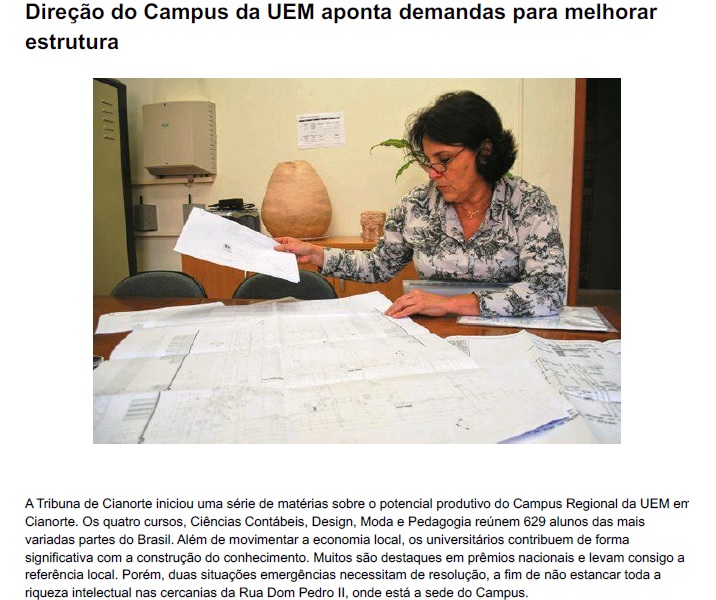 Direção do Campus da UEM aponta demandas para melhorar
estrutura
A Tribuna de Cianorte iniciou uma série de matérias sobre o potencial produtivo do Campus Regional da UEM em
Cianorte. Os quatro cursos, Ciências Contábeis, Design, Moda e Pedagogia reúnem 629 alunos das mais
variadas partes do Brasil. Além de movimentar a economia local, os universitários contribuem de forma
significativa com a construção do conhecimento. Muitos são destaques em prêmios nacionais e levam consigo a
referência local. Porém, duas situações emergências necessitam de resolução, a fim de não estancar toda a
riqueza intelectual nas cercanias da Rua Dom Pedro II, onde está a sede do Campus.